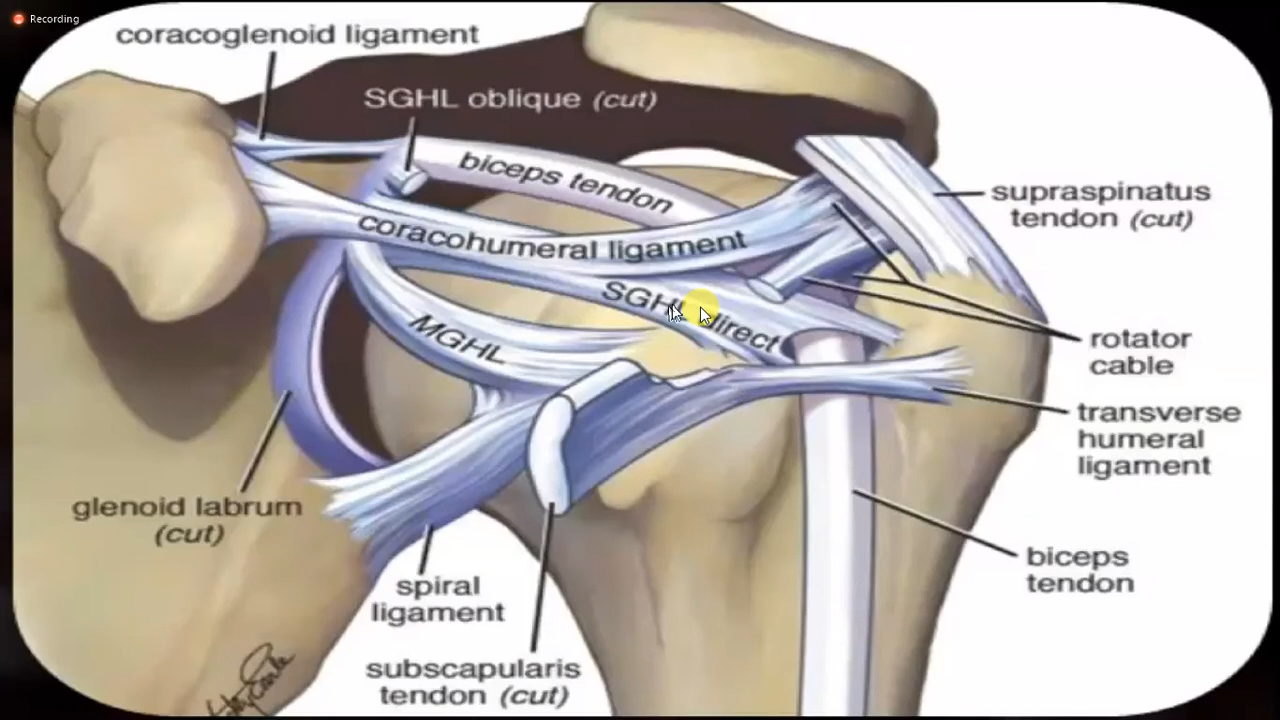 Recording
coracoglenoid ligament
SGHL oblique (cut)
biceps tendon
supraspinatus
tendon (cut)
coracohumeral ligament
SGHL direct
MGHL
rotator
cable
transverse
humeral
ligament
glenoid labrum
(cut)
biceps
tendon
spiral
ligament
subscapularis
tendon (cut)